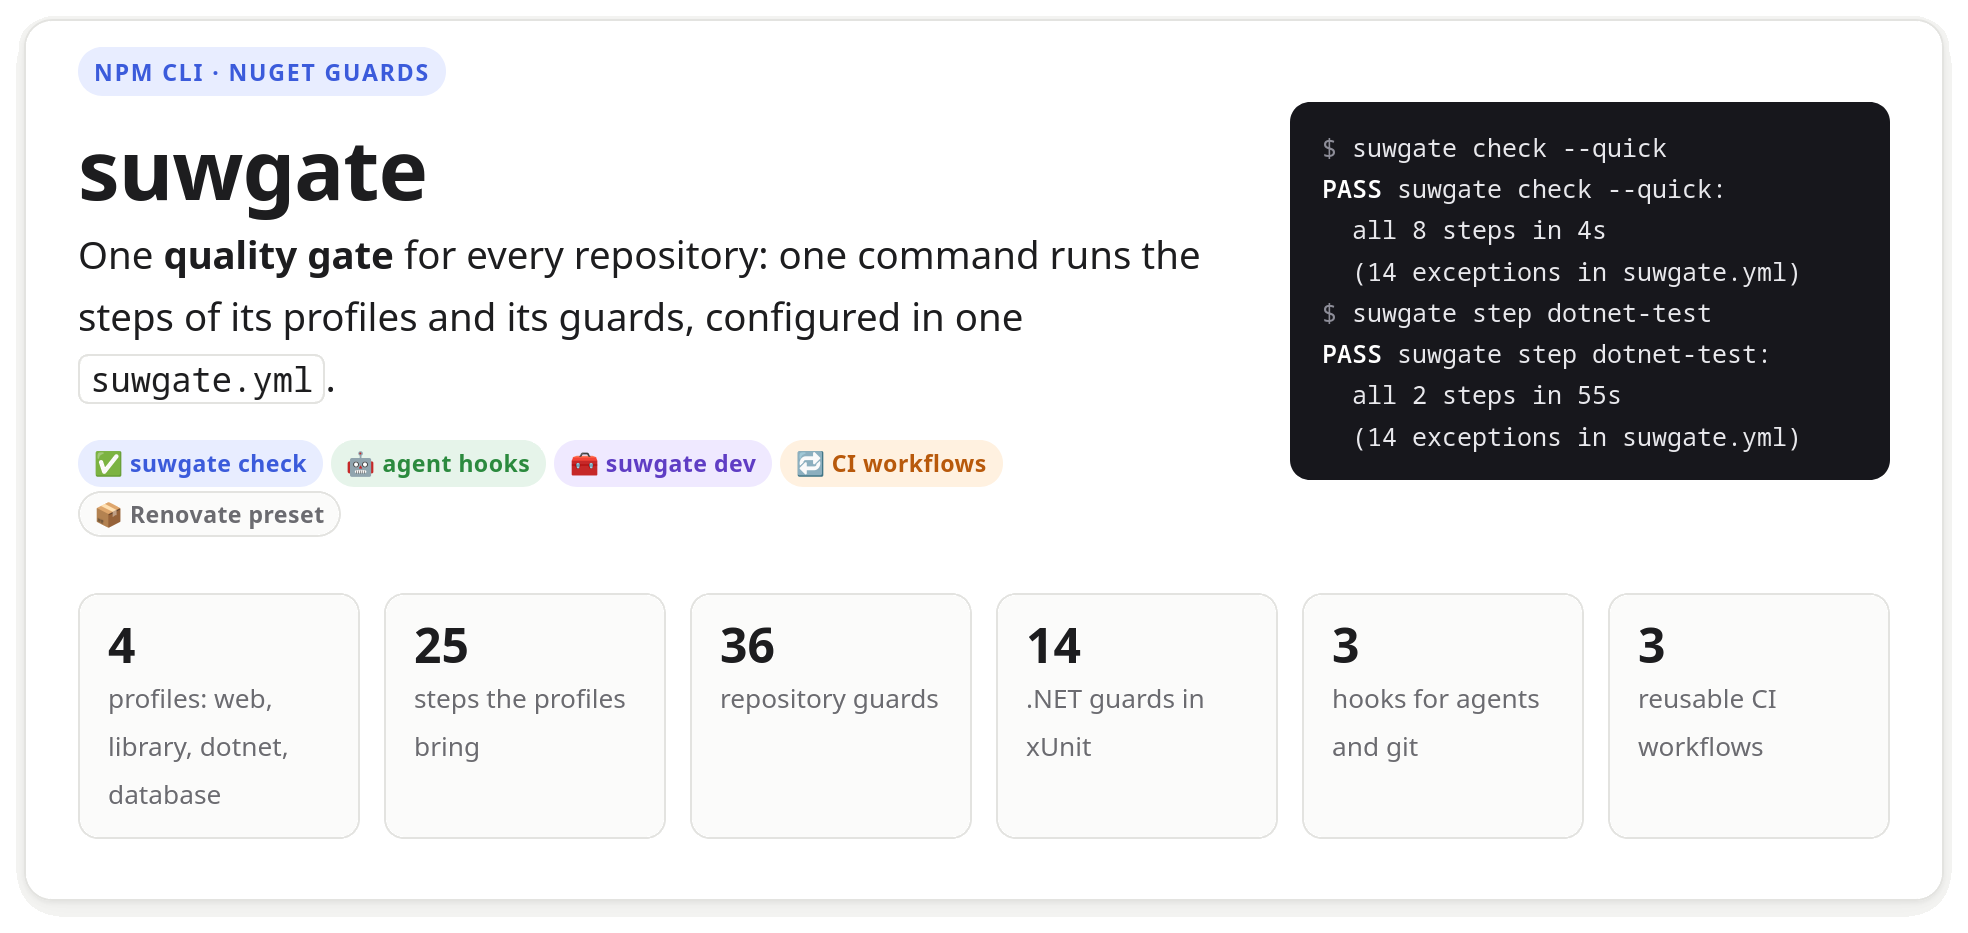 NPM CLI · NUGET GUARDS
suwgate
One quality gate for every repository: one command runs the
steps of its profiles and its guards, configured in one
suwgate.yml.
✅ suwgate check 🤖 agent hooks 🧰 suwgate dev 🔁 CI workflows
📦 Renovate preset
$ suwgate check --quick
PASS suwgate check --quick:
all 8 steps in 4s
(14 exceptions in suwgate.yml)
$ suwgate step dotnet-test
PASS suwgate step dotnet-test:
all 2 steps in 55s
(14 exceptions in suwgate.yml)
4
profiles: web,
library, dotnet,
database
25
steps the profiles
bring
36
repository guards
14
.NET guards in
xUnit
3
hooks for agents
and git
3
reusable CI
workflows